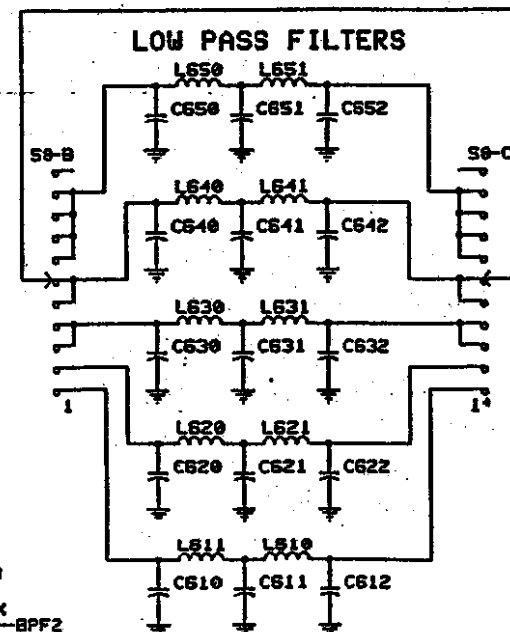 LOW PASS FILTERS
L650 L651
C650 C651 C652
S8-B S8-C
L640 L641
C640 C641 C642
L630 L631
C630 C631 C632
1 1
L620 L621
C620 C621 C622
L611 L610
C610 C611 C612
BPF2